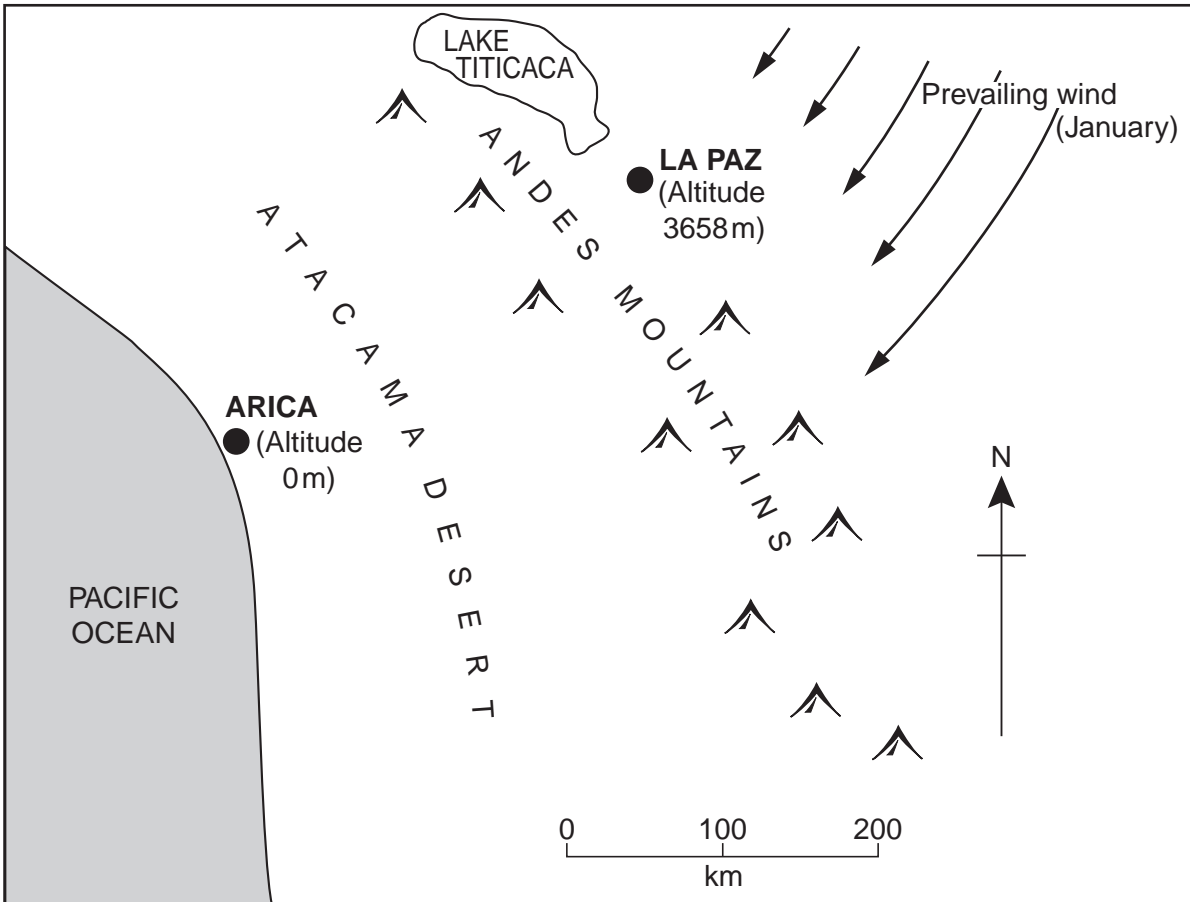 LAKE
TITICACA
Prevailing wind
(January)
ANDES MOUNTAINS
LA PAZ
(Altitude
3658 m)
ATACAMA DESERT
ARICA
(Altitude
0 m)
N
PACIFIC
OCEAN
0 100 200
km